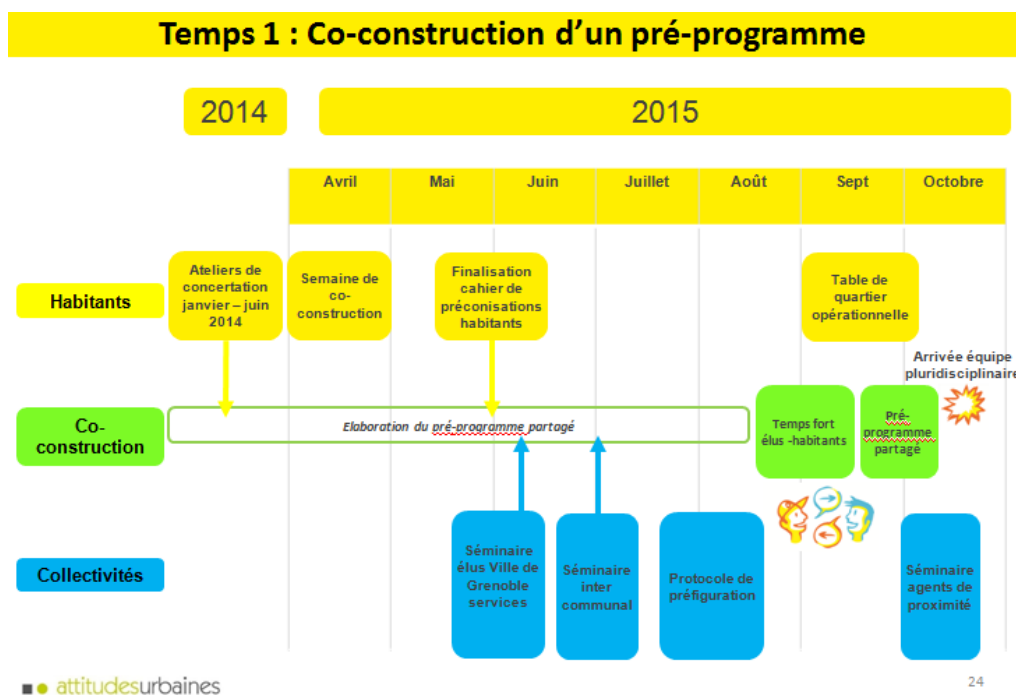 Temps 1 : Co-construction d’un pré-programme
2014
2015
Avril
Mai
Juin
Juillet
Août
Sept
Octobre
Habitants
Ateliers de
concertation
janvier – juin
2014
Semaine de
co-
construction
Finalisation
cahier de
préconisations
habitants
Table de
quartier
opérationnelle
Arrivée équipe
pluridisciplinaire
Co-
construction
Elaboration du pré-programme partagé
Temps fort
élus -habitants
Pré-
programme
partagé
Collectivités
Séminaire
élus Ville de
Grenoble
services
Séminaire
inter
communal
Protocole de
préfiguration
Séminaire
agents de
proximité
attitudesurbaines
24